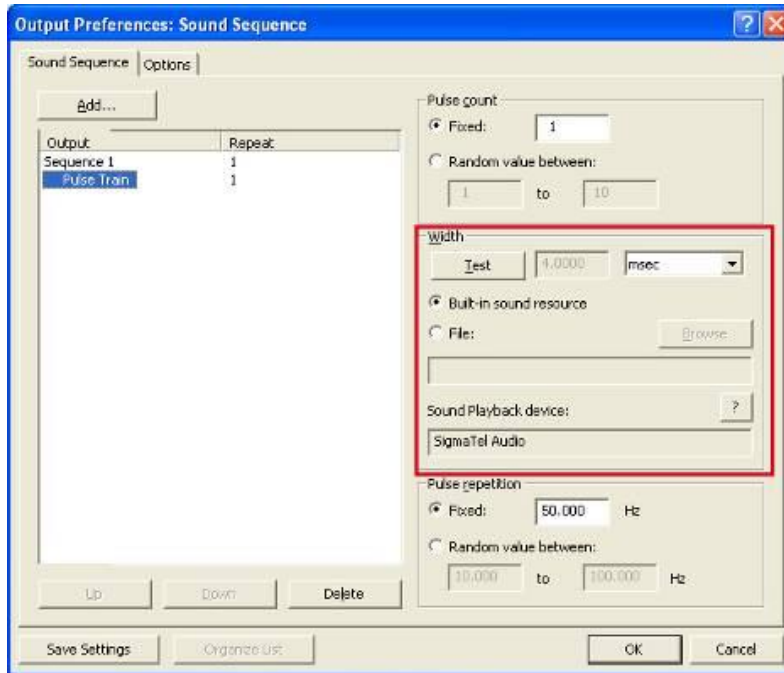 Output Preferences: Sound Sequence
?
X
Sound Sequence
Options
Add...
Output Repeat
Sequence 1 1
Pulse Train 1
Up
Down
Delete
Pulse count
Fixed: 1
Random value between:
1 to 10
Width
Test 4.0000 msec
Built-in sound resource
File: Browse
Sound Playback device: ?
SigmaTel Audio
Pulse repetition
Fixed: 50.000 Hz
Random value between:
10.000 to 100.000 Hz
Save Settings
Organize List
OK
Cancel